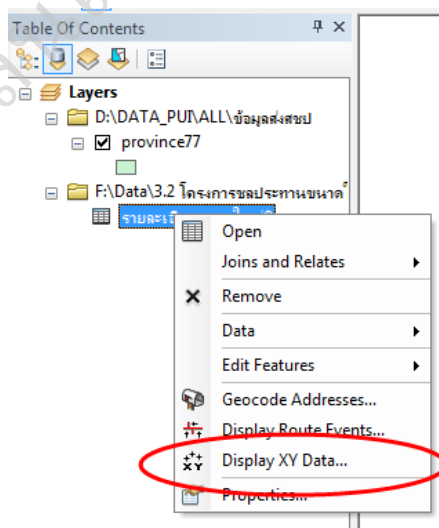 Table Of Contents
Layers
D:\DATA_PUI\ALL\ข้อมูลส่งสชป
province77
F:\Data\3.2 โครงการชลประทานขนาดใ
Open
Joins and Relates
Remove
Data
Edit Features
Geocode Addresses...
Display Route Events...
Display XY Data...
Properties...